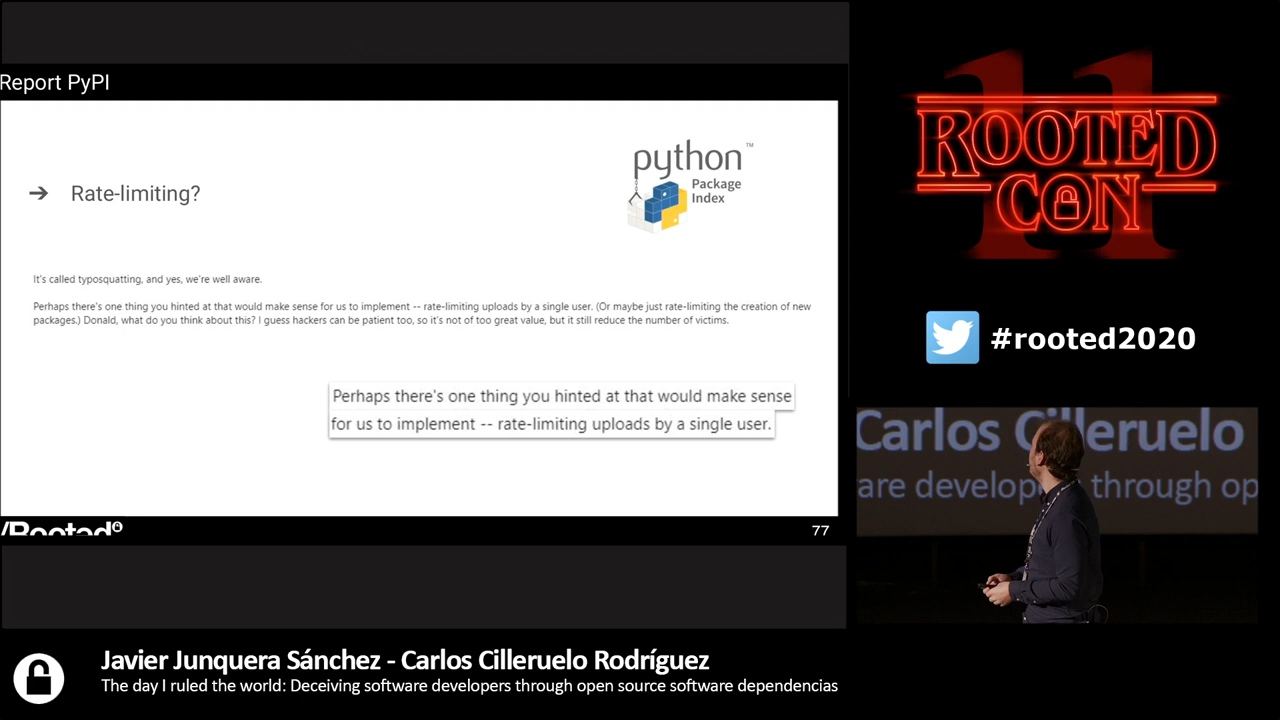 Report PyPI
➔ Rate-limiting?
python™
Package
Index
It's called typosquatting, and yes, we're well aware.
Perhaps there's one thing you hinted at that would make sense for us to implement -- rate-limiting uploads by a single user. (Or maybe just rate-limiting the creation of new
packages.) Donald, what do you think about this? I guess hackers can be patient too, so it's not of too great value, but it still reduce the number of victims.
Perhaps there's one thing you hinted at that would make sense
for us to implement -- rate-limiting uploads by a single user.
/Rooted
77
11
ROOTED
CON
#rooted2020
Carlos Cilleruelo
are develop through op
Javier Junquera Sánchez - Carlos Cilleruelo Rodríguez
The day I ruled the world: Deceiving software developers through open source software dependencias